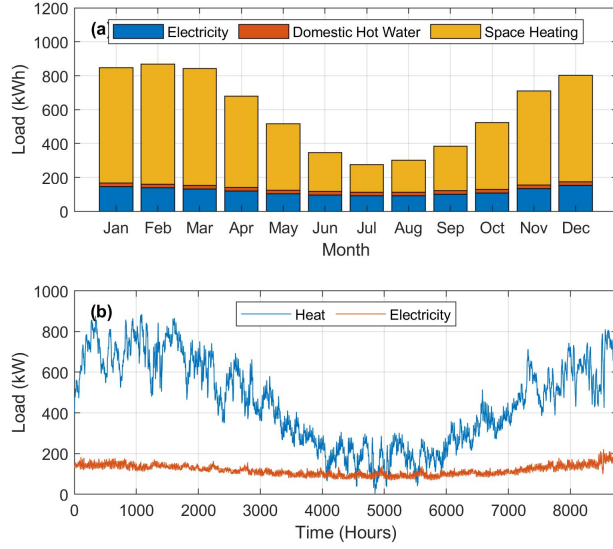 1200
1000
800
600
400
200
0
Load (kWh)
(a)
Electricity Domestic Hot Water Space Heating
Jan Feb Mar Apr May Jun Jul Aug Sep Oct Nov Dec
Month
1000
800
600
400
200
0
Load (kW)
(b)
Heat Electricity
0 1000 2000 3000 4000 5000 6000 7000 8000
Time (Hours)